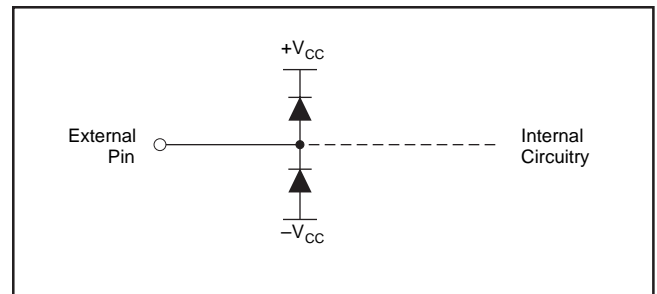 +VCC
External
Pin
Internal
Circuitry
–VCC